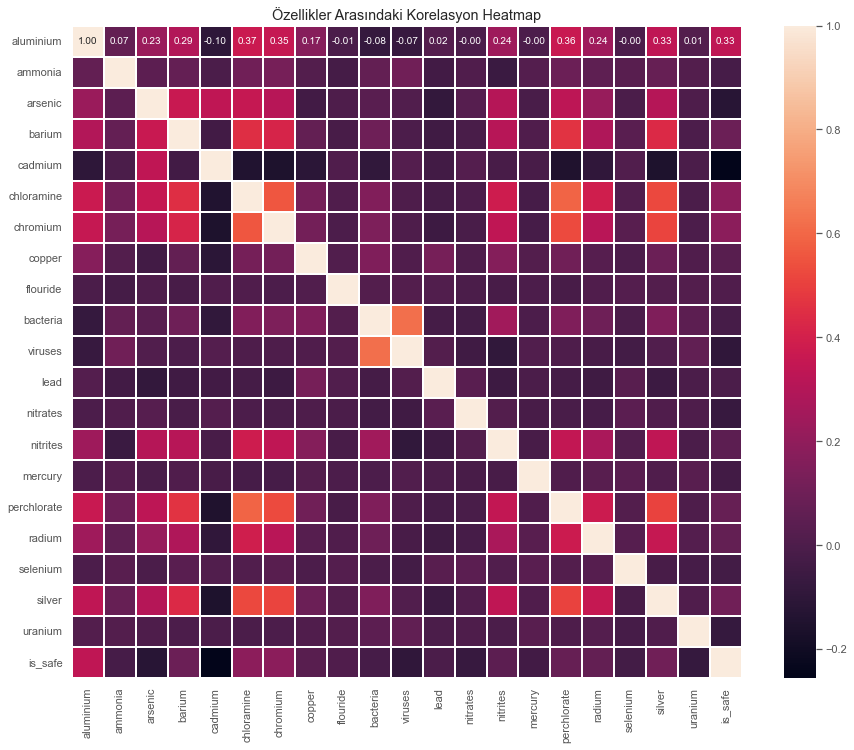 Özellikler Arasındaki Korelasyon Heatmap
aluminium 1.00 0.07 0.23 0.29 -0.10 0.37 0.35 0.17 -0.01 -0.08 -0.07 0.02 -0.00 0.24 -0.00 0.36 0.24 -0.00 0.33 0.01 0.33
ammonia
arsenic
barium
cadmium
chloramine
chromium
copper
flouride
bacteria
viruses
lead
nitrates
nitrites
mercury
perchlorate
radium
selenium
silver
uranium
is_safe
aluminium ammonia arsenic barium cadmium chloramine chromium copper flouride bacteria viruses lead nitrates nitrites mercury perchlorate radium selenium silver uranium is_safe
1.0
0.8
0.6
0.4
0.2
0.0
−0.2